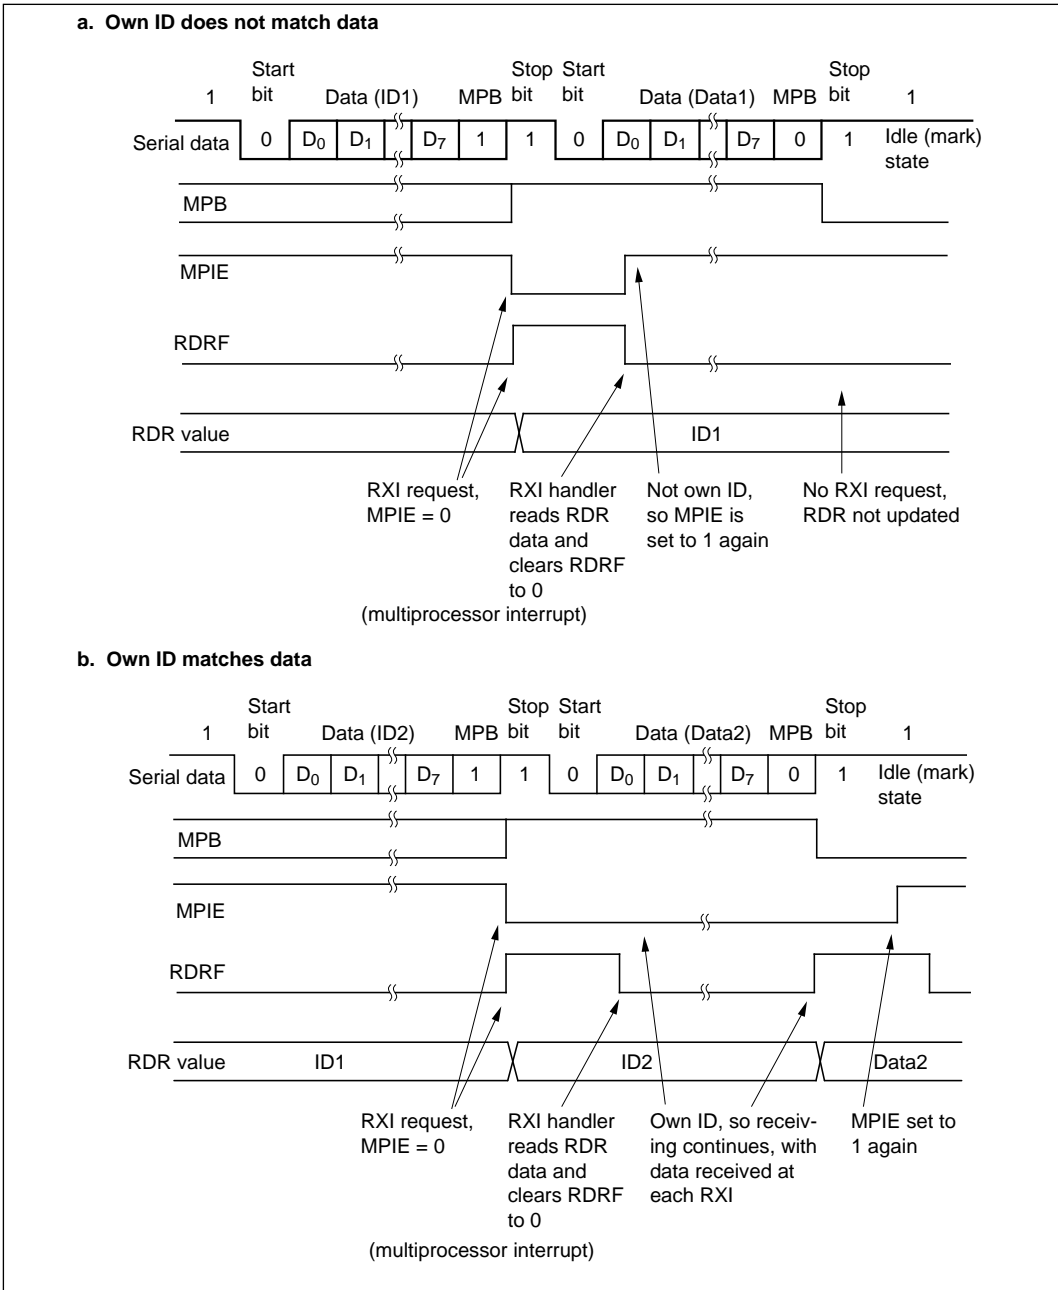 a. Own ID does not match data
Start Stop Start Stop
1 bit Data (ID1) MPB bit bit Data (Data1) MPB bit 1
Serial data 0 D0 D1 D7 1 1 0 D0 D1 D7 0 1 Idle (mark)
state
MPB
MPIE
RDRF
RDR value ID1
RXI request,
MPIE = 0
RXI handler
reads RDR
data and
clears RDRF
to 0
(multiprocessor interrupt)
Not own ID,
so MPIE is
set to 1 again
No RXI request,
RDR not updated
b. Own ID matches data
Start Stop Start Stop
1 bit Data (ID2) MPB bit bit Data (Data2) MPB bit 1
Serial data 0 D0 D1 D7 1 1 0 D0 D1 D7 0 1 Idle (mark)
state
MPB
MPIE
RDRF
RDR value ID1 ID2 Data2
RXI request,
MPIE = 0
RXI handler
reads RDR
data and
clears RDRF
to 0
(multiprocessor interrupt)
Own ID, so receiv-
ing continues, with
data received at
each RXI
MPIE set to
1 again